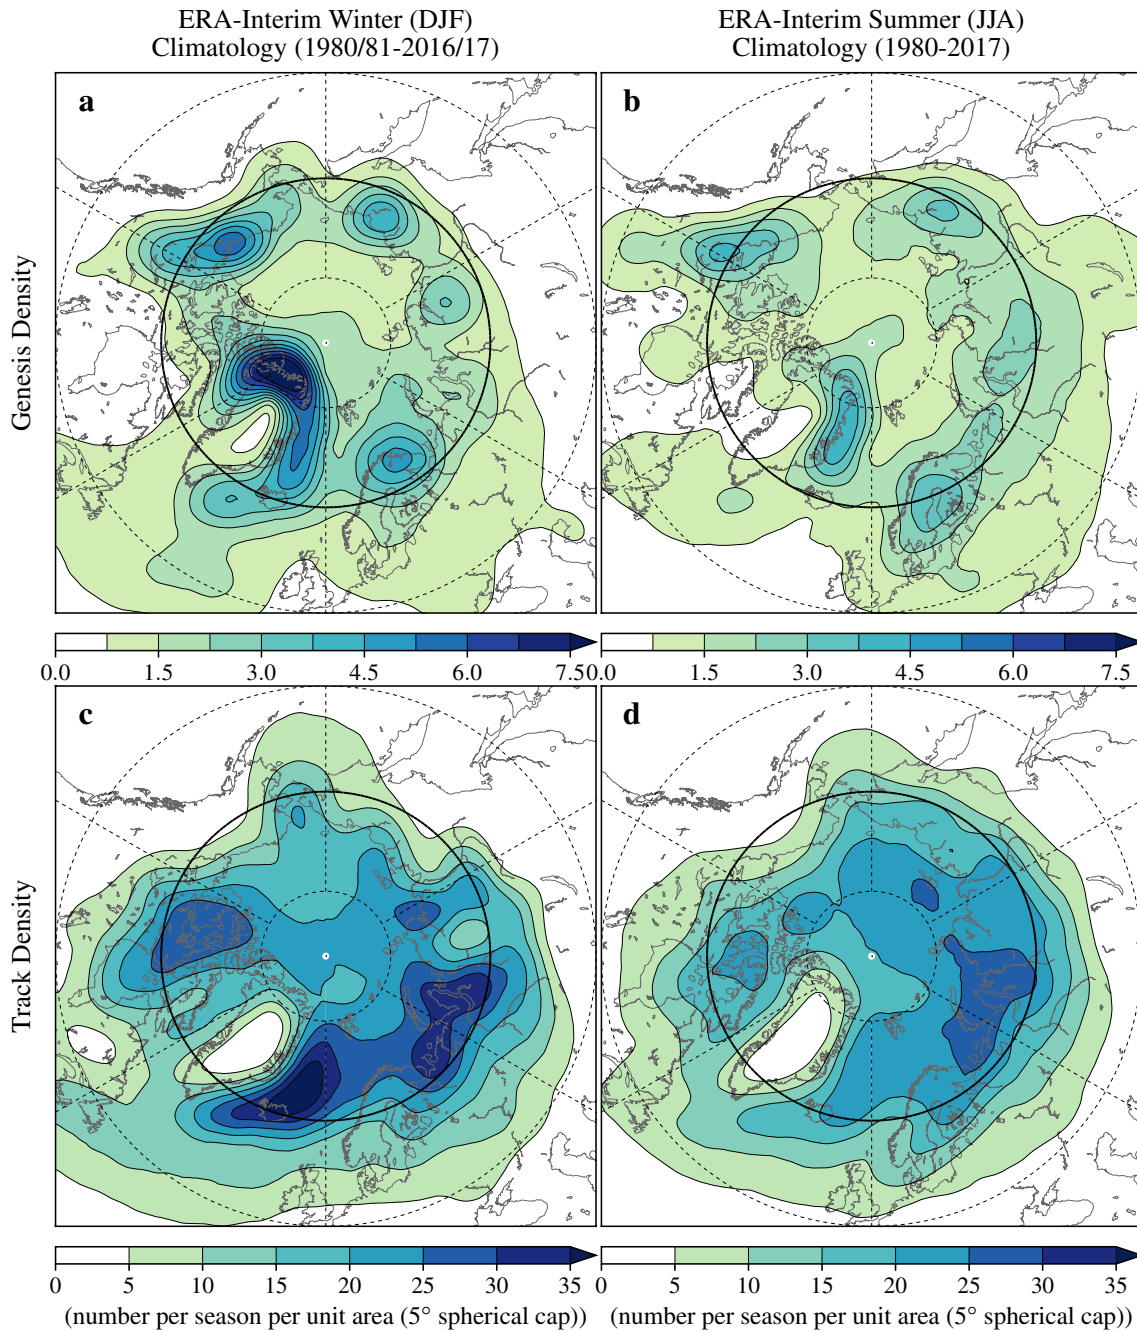 ERA-Interim Winter (DJF)
Climatology (1980/81-2016/17)
ERA-Interim Summer (JJA)
Climatology (1980-2017)
Genesis Density
a
b
0.0 1.5 3.0 4.5 6.0 7.5
0.0 1.5 3.0 4.5 6.0 7.5
Track Density
c
d
0 5 10 15 20 25 30 35
(number per season per unit area (5° spherical cap))
0 5 10 15 20 25 30 35
(number per season per unit area (5° spherical cap))